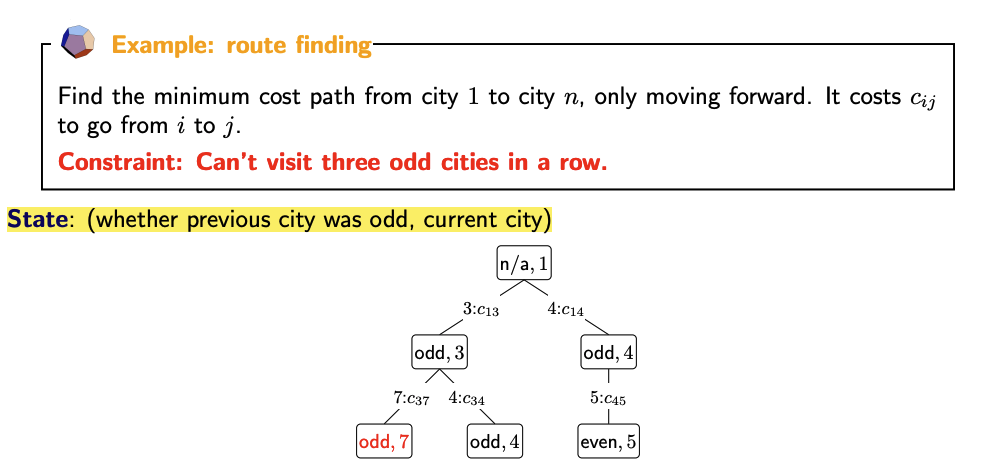 Example: route finding
Find the minimum cost path from city 1 to city n, only moving forward. It costs c_{ij}
to go from i to j.
Constraint: Can't visit three odd cities in a row.
State: (whether previous city was odd, current city)
n/a, 1
3:c_{13} 4:c_{14}
odd, 3 odd, 4
7:c_{37} 4:c_{34} 5:c_{45}
odd, 7 odd, 4 even, 5